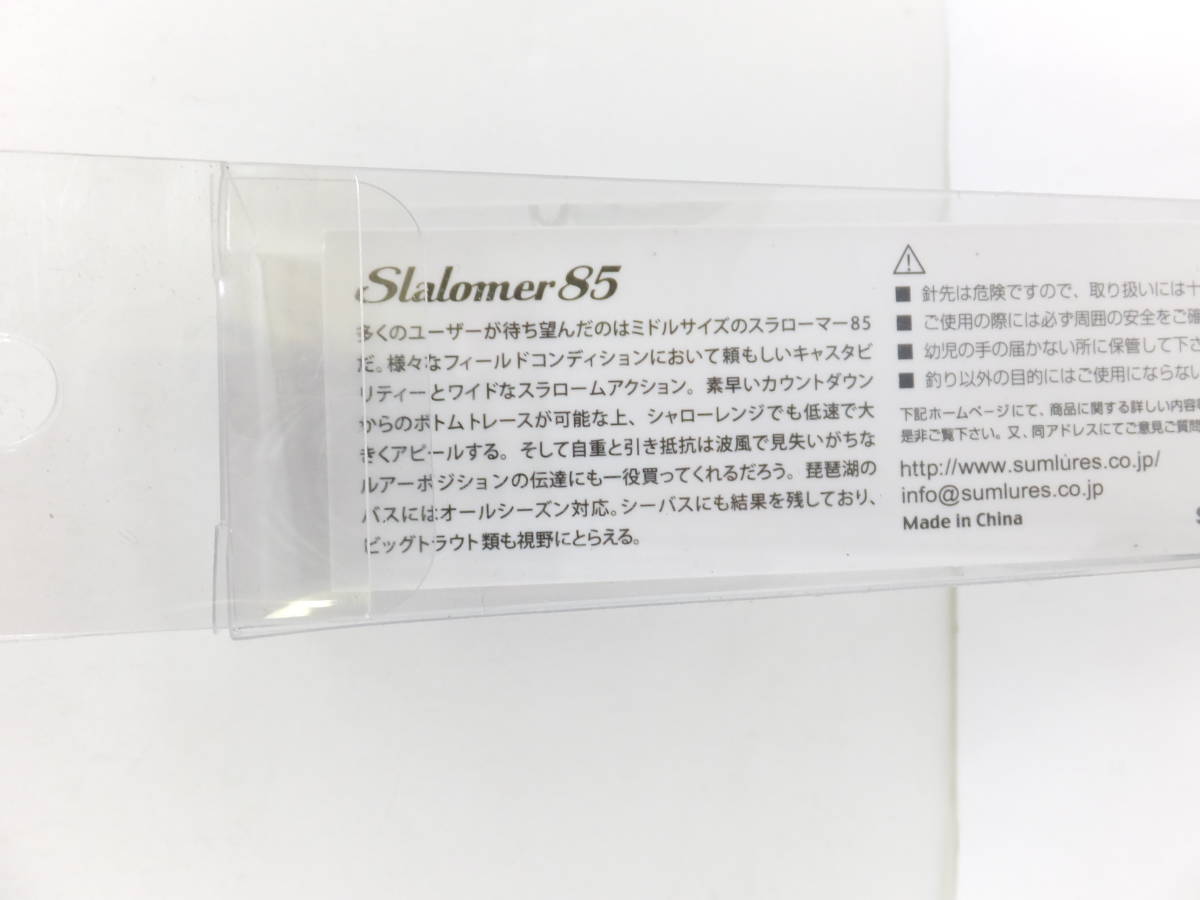 Slalomer 85
多くのユーザーが待ち望んだのはミドルサイズのスラローマー85
だ。様々なフィールドコンディションにおいて頼もしいキャスタビ
リティーとワイドなスラロームアクション。素早いカウントダウン
からのボトムトレースが可能な上、シャローレンジでも低速で大
きくアピールする。そして自重と引き抵抗は波風で見失いがちな
ルアーポジションの伝達にも一役買ってくれるだろう。琵琶湖の
バスにはオールシーズン対応。シーバスにも結果を残しており、
ビッグトラウト類も視野にとらえる。
■ 針先は危険ですので、取り扱いには十
■ ご使用の際には必ず周囲の安全をご確
■ 幼児の手の届かない所に保管して下さ
■ 釣り以外の目的にはご使用にならない
下記ホームページにて、商品に関する詳しい内容
是非ご覧下さい。又、同アドレスにてご意見ご質問
http://www.sumlures.co.jp/
info@sumlures.co.jp
Made in China